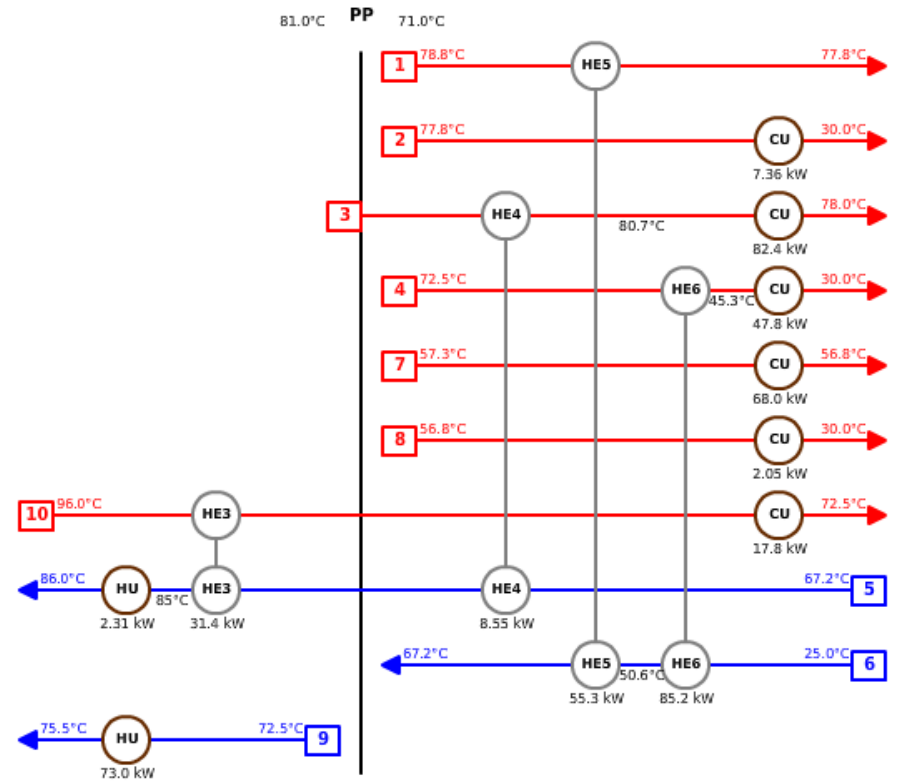 81.0°C PP 71.0°C
1 78.8°C HE5 77.8°C
2 77.8°C CU 30.0°C
7.36 kW
3 HE4 CU 78.0°C
80.7°C
82.4 kW
4 72.5°C HE6 45.3°C CU 30.0°C
47.8 kW
7 57.3°C CU 56.8°C
68.0 kW
8 56.8°C CU 30.0°C
2.05 kW
10 96.0°C HE3 CU 72.5°C
17.8 kW
86.0°C HU 85°C HE3 HE4 67.2°C 5
2.31 kW 31.4 kW 8.55 kW
67.2°C HE5 50.6°C HE6 25.0°C 6
55.3 kW 85.2 kW
75.5°C HU 72.5°C 9
73.0 kW